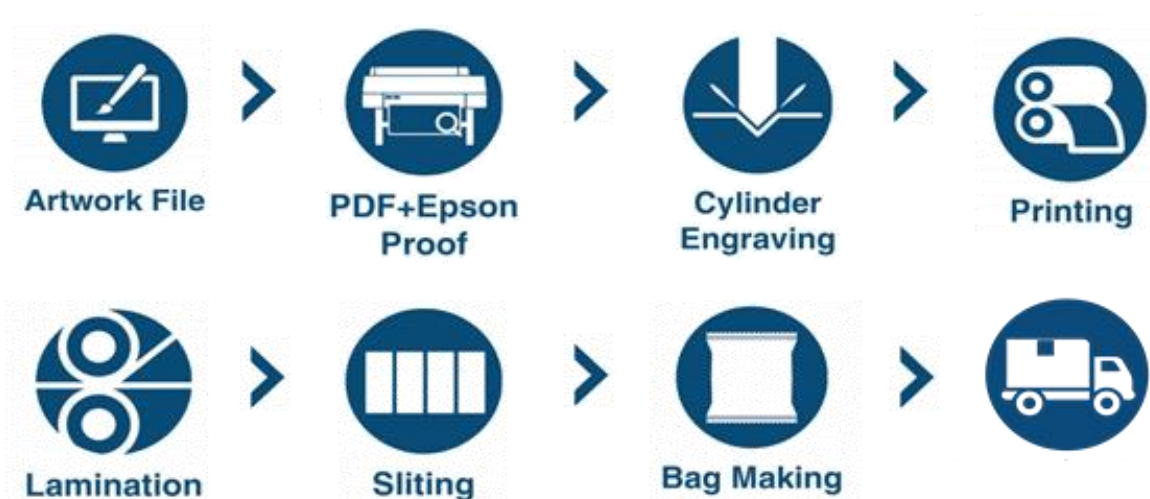 Artwork File
PDF+Epson
Proof
Cylinder
Engraving
Printing
Lamination
Sliting
Bag Making